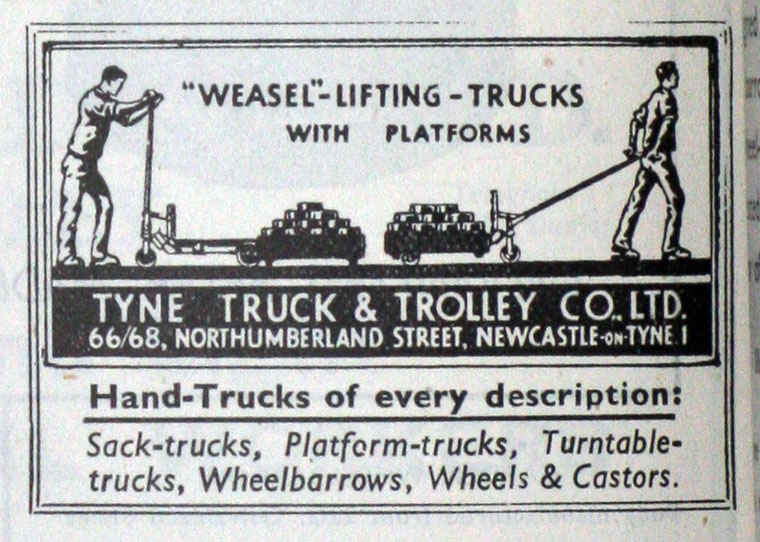 "WEASEL"-LIFTING-TRUCKS
WITH PLATFORMS
TYNE TRUCK & TROLLEY CO., LTD.
66/68, NORTHUMBERLAND STREET, NEWCASTLE-ON-TYNE 1
Hand-Trucks of every description:
Sack-trucks, Platform-trucks, Turntable-
trucks, Wheelbarrows, Wheels & Castors.